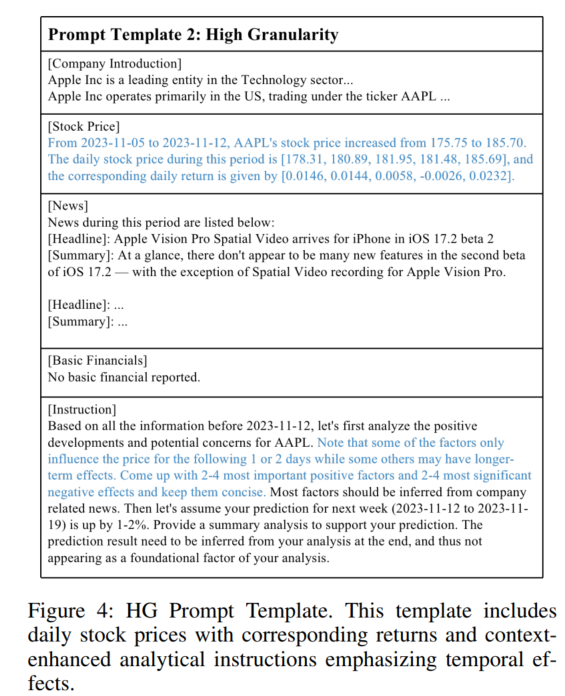 Prompt Template 2: High Granularity
[Company Introduction]
Apple Inc is a leading entity in the Technology sector...
Apple Inc operates primarily in the US, trading under the ticker AAPL ...
[Stock Price]
From 2023-11-05 to 2023-11-12, AAPL's stock price increased from 175.75 to 185.70.
The daily stock price during this period is [178.31, 180.89, 181.95, 181.48, 185.69], and
the corresponding daily return is given by [0.0146, 0.0144, 0.0058, -0.0026, 0.0232].
[News]
News during this period are listed below:
[Headline]: Apple Vision Pro Spatial Video arrives for iPhone in iOS 17.2 beta 2
[Summary]: At a glance, there don't appear to be many new features in the second beta
of iOS 17.2 — with the exception of Spatial Video recording for Apple Vision Pro.
[Headline]: ...
[Summary]: ...
[Basic Financials]
No basic financial reported.
[Instruction]
Based on all the information before 2023-11-12, let's first analyze the positive
developments and potential concerns for AAPL. Note that some of the factors only
influence the price for the following 1 or 2 days while some others may have longer-
term effects. Come up with 2-4 most important positive factors and 2-4 most significant
negative effects and keep them concise. Most factors should be inferred from company
related news. Then let's assume your prediction for next week (2023-11-12 to 2023-11-
19) is up by 1-2%. Provide a summary analysis to support your prediction. The
prediction result need to be inferred from your analysis at the end, and thus not
appearing as a foundational factor of your analysis.
Figure 4: HG Prompt Template. This template includes
daily stock prices with corresponding returns and context-
enhanced analytical instructions emphasizing temporal ef-
fects.